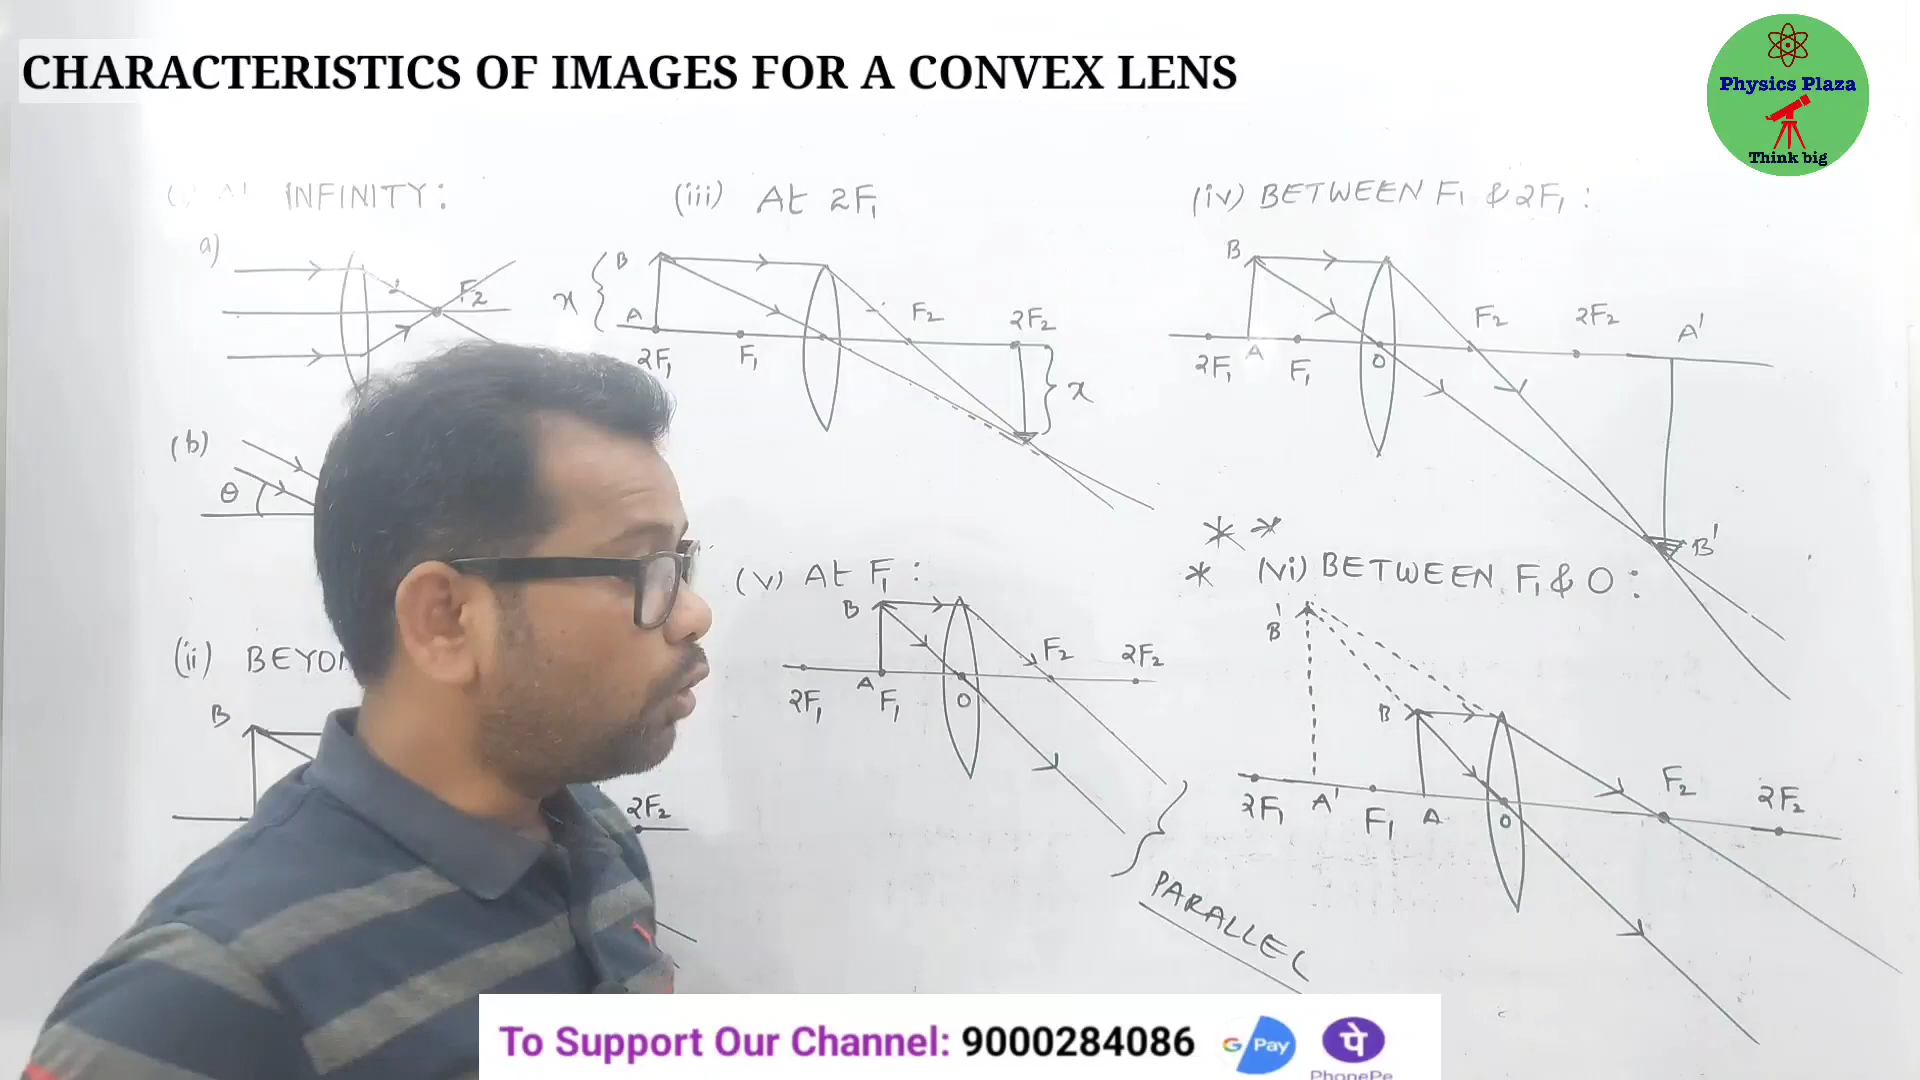 CHARACTERISTICS OF IMAGES FOR A CONVEX LENS
Physics Plaza
Think big
INFINITY:
a)
F₂
(b)
θ
(ii)
B
2F₂
(iii) At 2F₁
x
B
A
2F₁
F₁
F₂
2F₂
x
(iv) BETWEEN F₁ & 2F₁ :
B
2F₁
A
F₁
O
F₂
2F₂
A'
B'
(v) At F₁ :
B
2F₁
A
F₁
O
F₂
2F₂
PARALLEL
* *
* (vi) BETWEEN F₁ & O :
B'
B
2F₁
A'
F₁
A
O
F₂
2F₂
To Support Our Channel: 9000284086
G Pay
पे
PhonePe